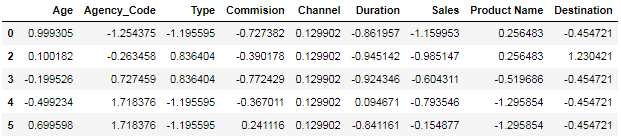 Age Agency_Code Type Commision Channel Duration Sales Product Name Destination
0 0.999305 -1.254375 -1.195595 -0.727382 0.129902 -0.861957 -1.159953 0.256483 -0.454721
2 0.100182 -0.263458 0.836404 -0.390178 0.129902 -0.945142 -0.985147 0.256483 1.230421
3 -0.199526 0.727459 0.836404 -0.772429 0.129902 -0.924346 -0.604311 -0.519686 -0.454721
4 -0.499234 1.718376 -1.195595 -0.367011 0.129902 0.094671 -0.793546 -1.295854 -0.454721
5 0.699598 1.718376 -1.195595 0.241116 0.129902 -0.841161 -0.154877 -1.295854 -0.454721